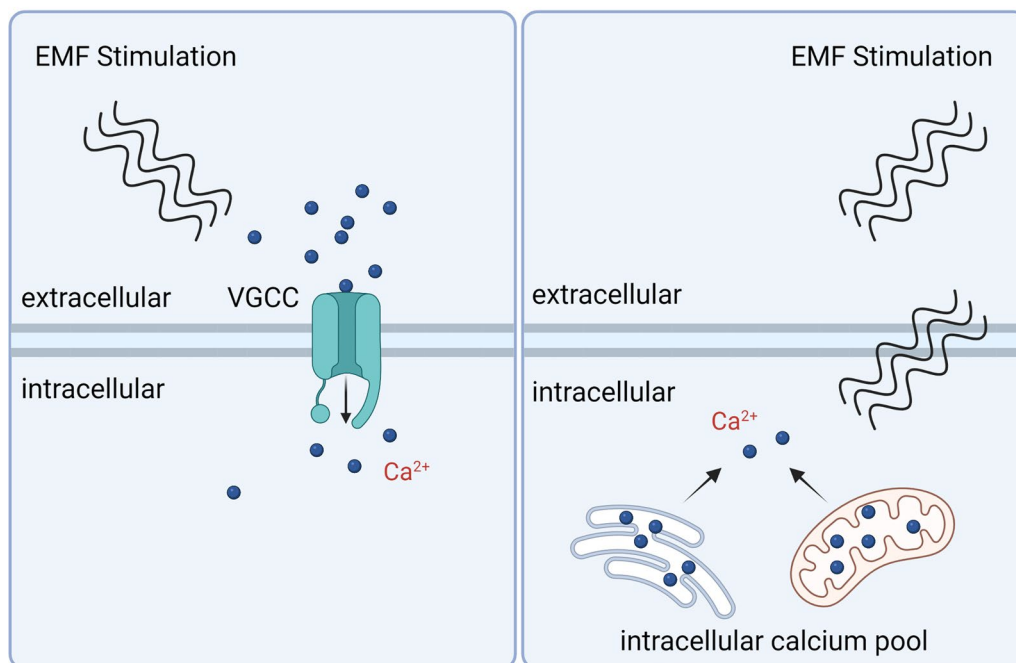 EMF Stimulation
extracellular
VGCC
intracellular
Ca²⁺
EMF Stimulation
extracellular
intracellular
Ca²⁺
intracellular calcium pool